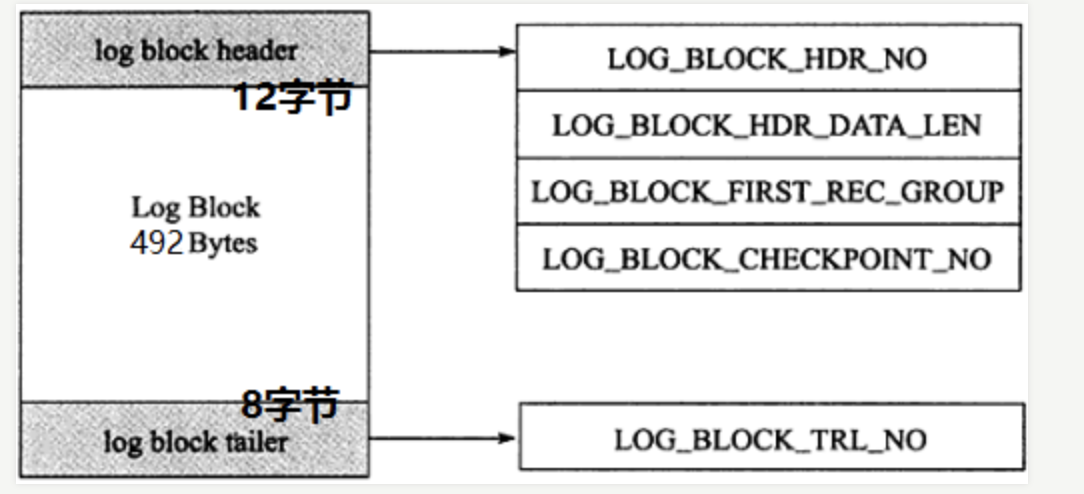 log block header
12字节
Log Block
492 Bytes
8字节
log block tailer
LOG_BLOCK_HDR_NO
LOG_BLOCK_HDR_DATA_LEN
LOG_BLOCK_FIRST_REC_GROUP
LOG_BLOCK_CHECKPOINT_NO
LOG_BLOCK_TRL_NO